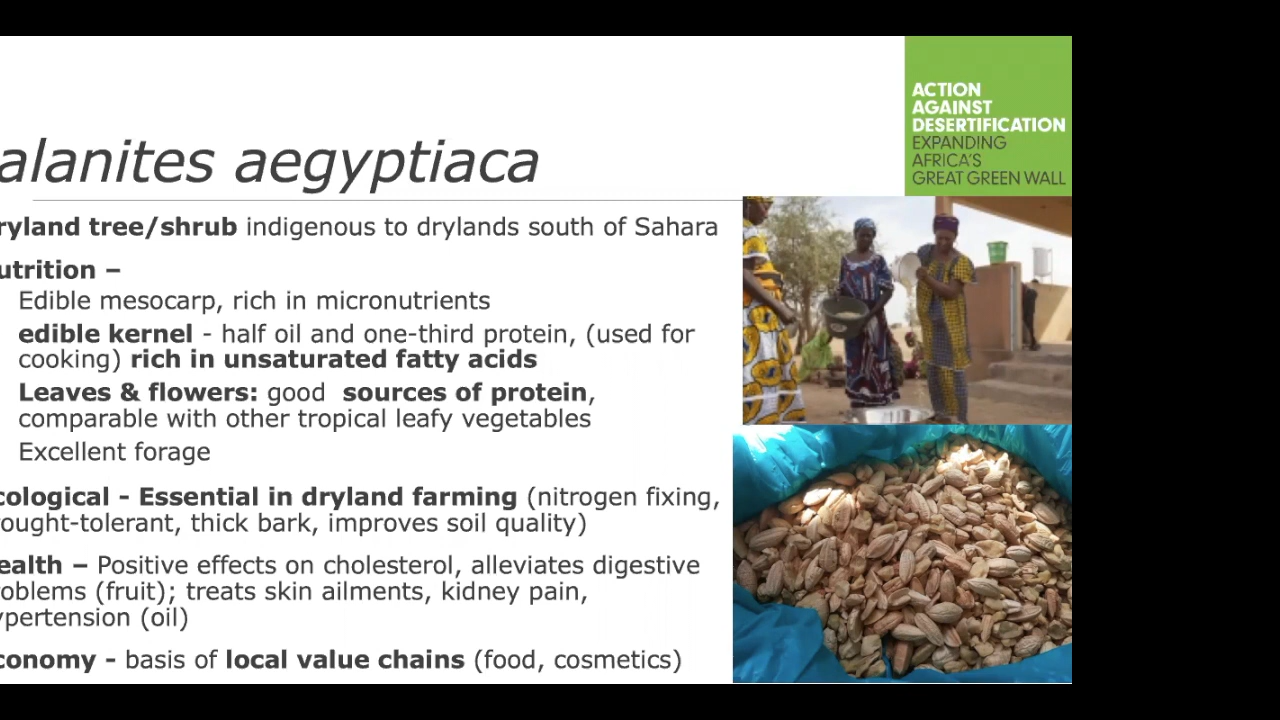 ACTION
AGAINST
DESERTIFICATION
EXPANDING
AFRICA'S
GREAT GREEN WALL
alanites aegyptiaca
ryland tree/shrub indigenous to drylands south of Sahara
utrition –
Edible mesocarp, rich in micronutrients
edible kernel - half oil and one-third protein, (used for
cooking) rich in unsaturated fatty acids
Leaves & flowers: good sources of protein,
comparable with other tropical leafy vegetables
Excellent forage
cological - Essential in dryland farming (nitrogen fixing,
ought-tolerant, thick bark, improves soil quality)
ealth – Positive effects on cholesterol, alleviates digestive
oblems (fruit); treats skin ailments, kidney pain,
ypertension (oil)
conomy - basis of local value chains (food, cosmetics)